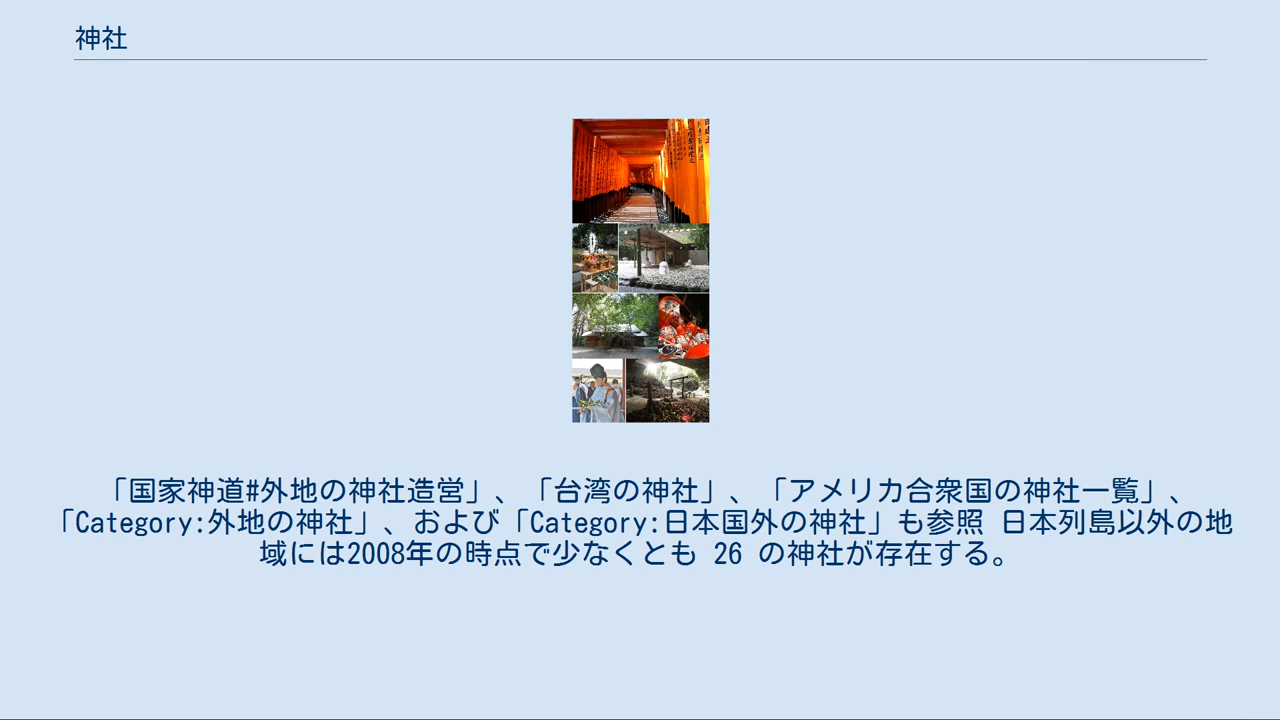 神社
「国家神道#外地の神社造営」、「台湾の神社」、「アメリカ合衆国の神社一覧」、
「Category:外地の神社」、および「Category:日本国外の神社」も参照 日本列島以外の地
域には2008年の時点で少なくとも 26 の神社が存在する。